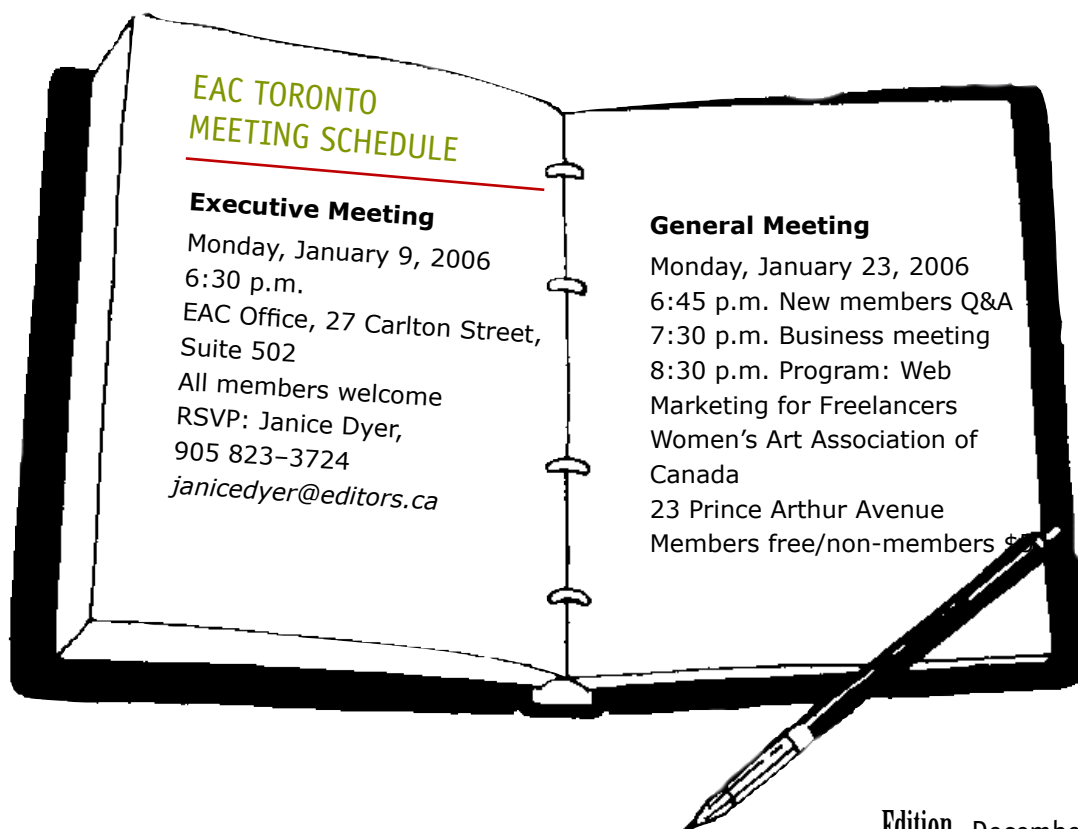 EAC TORONTO
MEETING SCHEDULE
Executive Meeting
Monday, January 9, 2006
6:30 p.m.
EAC Office, 27 Carlton Street,
Suite 502
All members welcome
RSVP: Janice Dyer,
905 823–3724
janicedyer@editors.ca
General Meeting
Monday, January 23, 2006
6:45 p.m. New members Q&A
7:30 p.m. Business meeting
8:30 p.m. Program: Web
Marketing for Freelancers
Women’s Art Association of
Canada
23 Prince Arthur Avenue
Members free/non-members
Edition